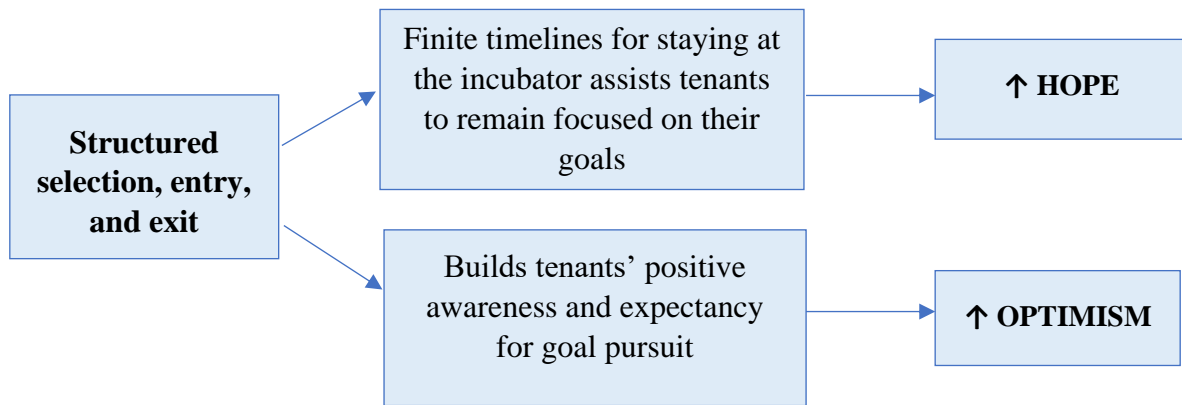 Structured
selection, entry,
and exit
Finite timelines for staying at
the incubator assists tenants
to remain focused on their
goals
↑ HOPE
Builds tenants’ positive
awareness and expectancy
for goal pursuit
↑ OPTIMISM